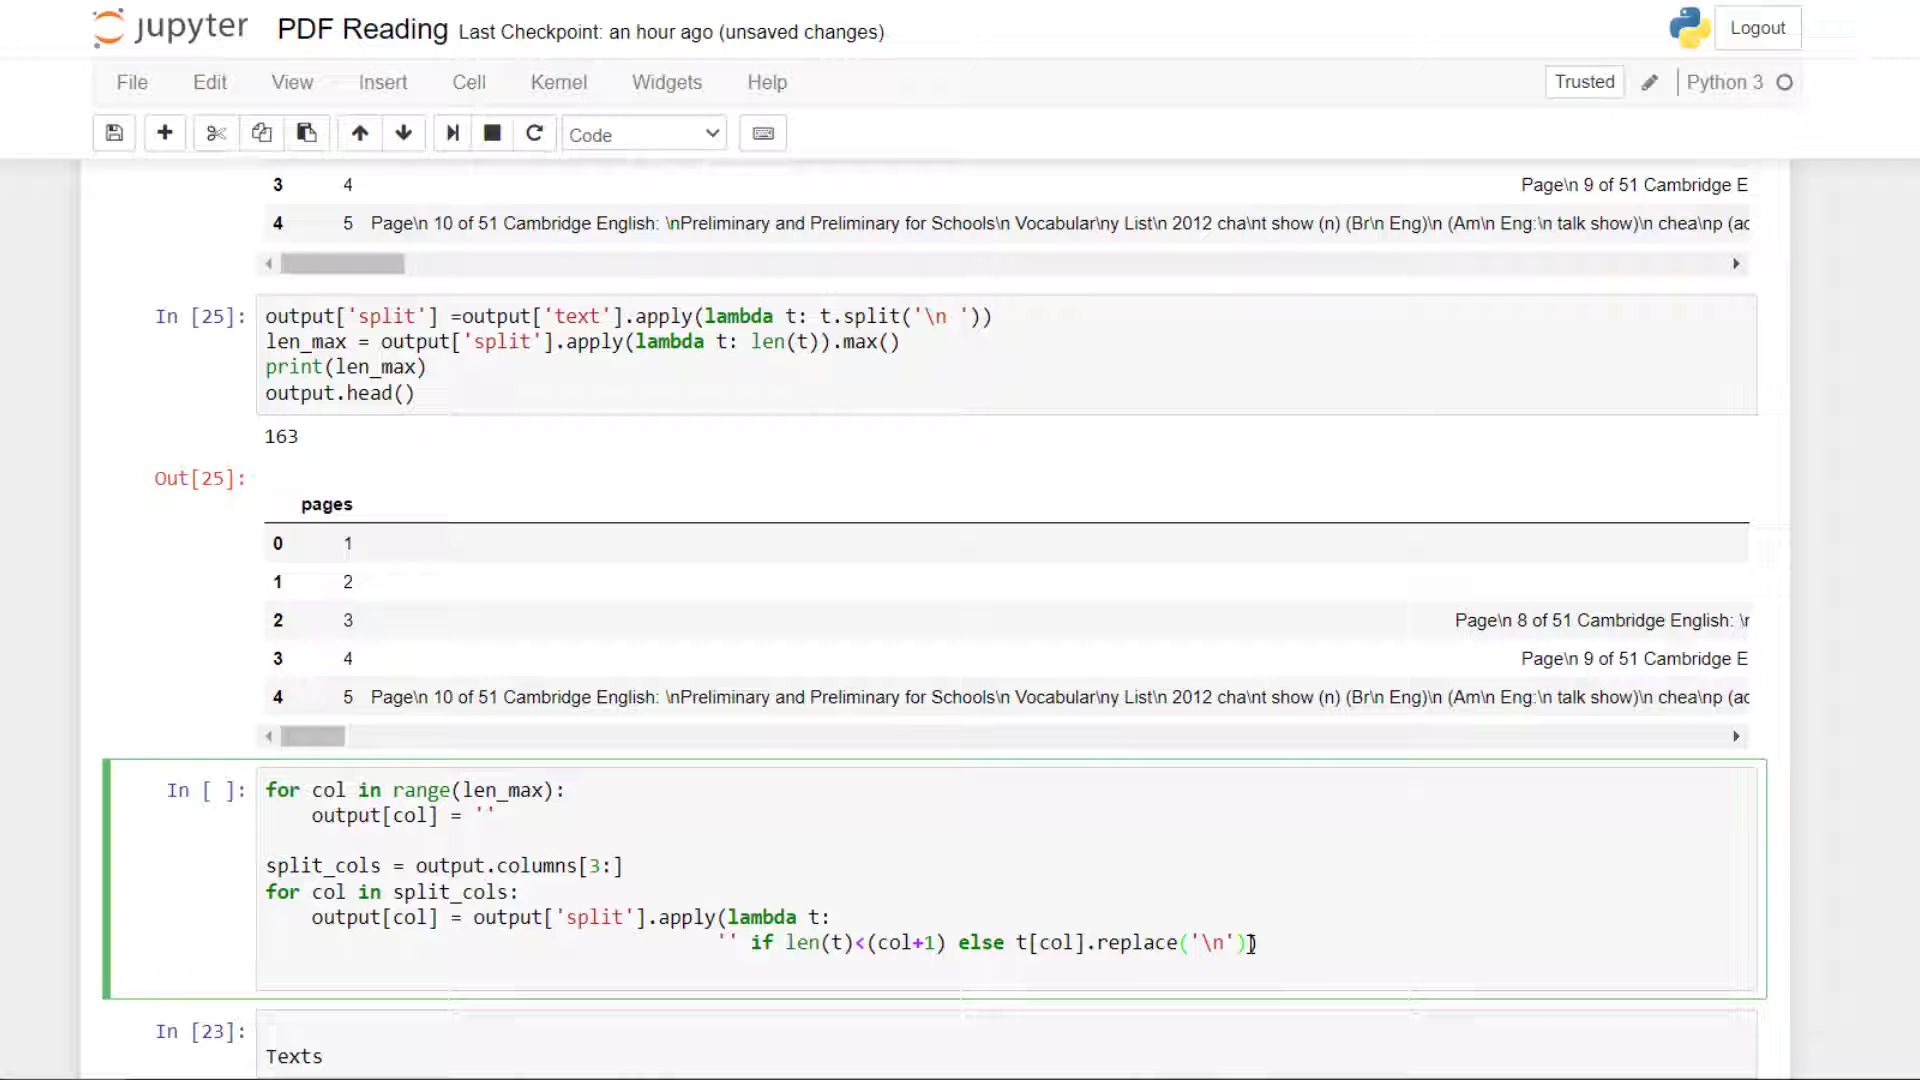 jupyter PDF Reading Last Checkpoint: an hour ago (unsaved changes) Logout
File Edit View Insert Cell Kernel Widgets Help Trusted Python 3
Code
3 4 Page\n 9 of 51 Cambridge E
4 5 Page\n 10 of 51 Cambridge English: \nPreliminary and Preliminary for Schools\n Vocabular\ny List\n 2012 cha\nt show (n) (Br\n Eng)\n (Am\n Eng:\n talk show)\n chea\np (ac
In [25]: output['split'] =output['text'].apply(lambda t: t.split('\n '))
len_max = output['split'].apply(lambda t: len(t)).max()
print(len_max)
output.head()
163
Out[25]:
pages
0 1
1 2
2 3 Page\n 8 of 51 Cambridge English: \r
3 4 Page\n 9 of 51 Cambridge E
4 5 Page\n 10 of 51 Cambridge English: \nPreliminary and Preliminary for Schools\n Vocabular\ny List\n 2012 cha\nt show (n) (Br\n Eng)\n (Am\n Eng:\n talk show)\n chea\np (ac
In [ ]: for col in range(len_max):
output[col] = ''
split_cols = output.columns[3:]
for col in split_cols:
output[col] = output['split'].apply(lambda t:
'' if len(t)<(col+1) else t[col].replace('\n'))
In [23]:
Texts